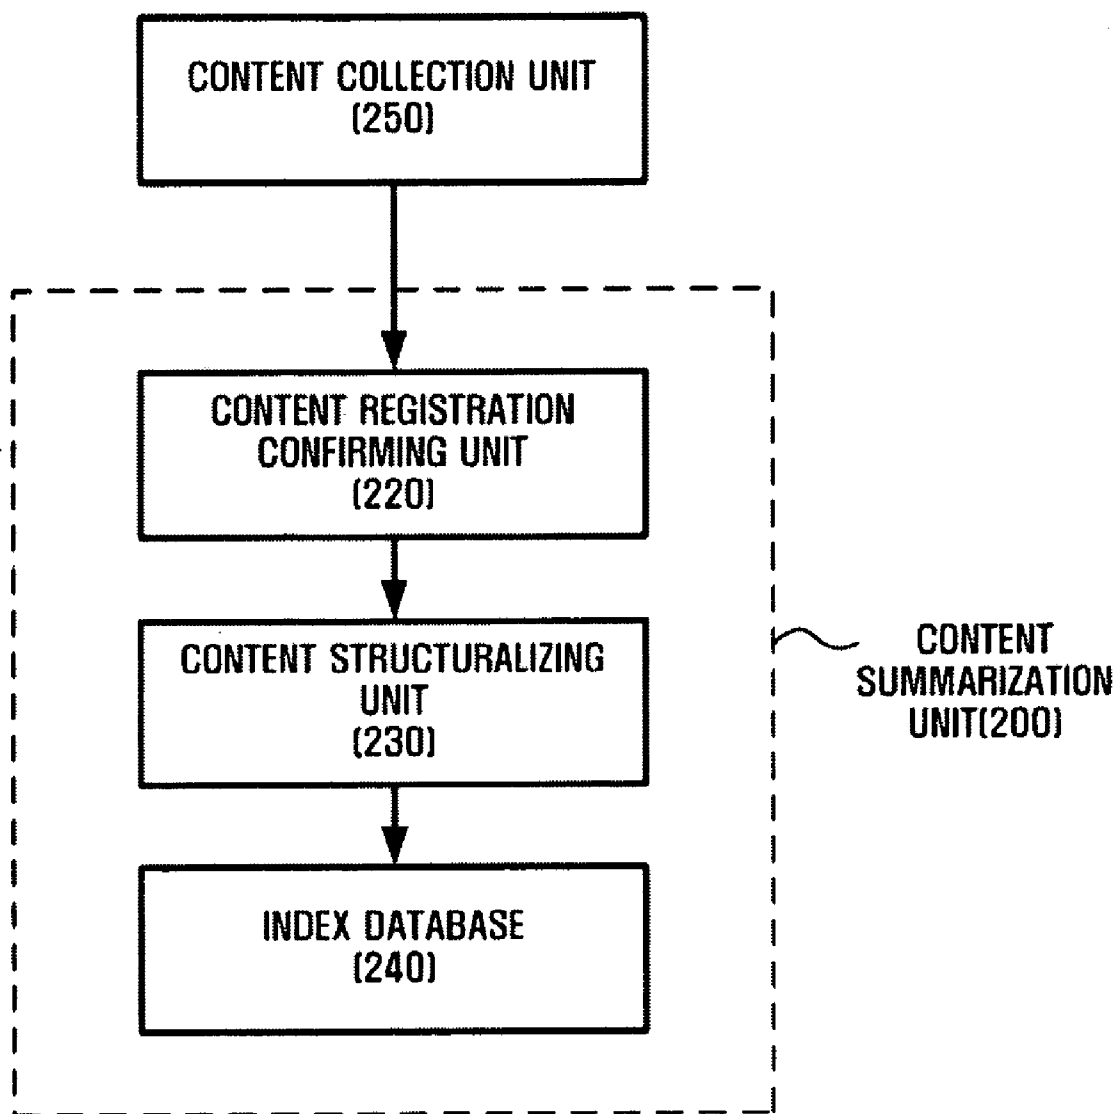 CONTENT COLLECTION UNIT
(250)
CONTENT REGISTRATION
CONFIRMING UNIT
(220)
CONTENT STRUCTURALIZING
UNIT
(230)
CONTENT
SUMMARIZATION
UNIT(200)
INDEX DATABASE
(240)